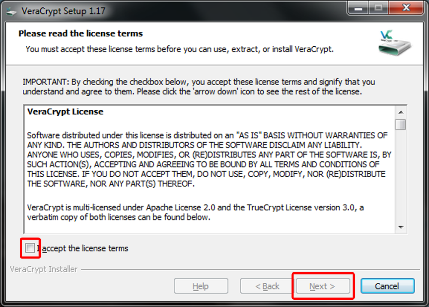 VeraCrypt Setup 1.17
Please read the license terms
You must accept these license terms before you can use, extract, or install VeraCrypt.
VC
IMPORTANT: By checking the checkbox below, you accept these license terms and signify that you
understand and agree to them. Please click the 'arrow down' icon to see the rest of the license.
VeraCrypt License
Software distributed under this license is distributed on an "AS IS" BASIS WITHOUT WARRANTIES OF
ANY KIND. THE AUTHORS AND DISTRIBUTORS OF THE SOFTWARE DISCLAIM ANY LIABILITY.
ANYONE WHO USES, COPIES, MODIFIES, OR (RE)DISTRIBUTES ANY PART OF THE SOFTWARE IS, BY
SUCH ACTION(S), ACCEPTING AND AGREEING TO BE BOUND BY ALL TERMS AND CONDITIONS
OF THIS LICENSE. IF YOU DO NOT ACCEPT THEM, DO NOT USE, COPY, MODIFY, NOR (RE)DISTRIBUTE
THE SOFTWARE, NOR ANY PART(S) THEREOF.
VeraCrypt is multi-licensed under Apache License 2.0 and the TrueCrypt License version 3.0, a
verbatim copy of both licenses can be found below.
I accept the license terms
VeraCrypt Installer
Help
< Back
Next >
Cancel